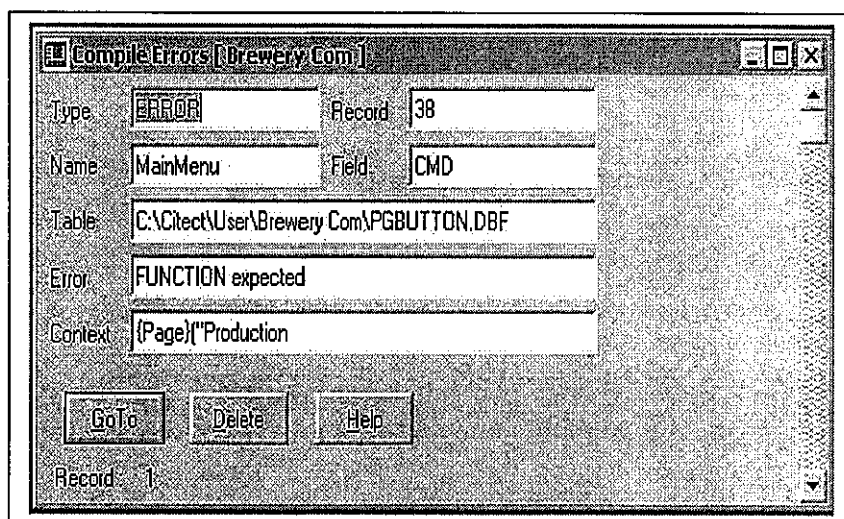 Compile Errors [ Brewery Com ]
Type ERROR Record 38
Name MainMenu Field CMD
Table C:\Citect\User\Brewery Com\PGBUTTON.DBF
Error FUNCTION expected
Context {Page}("Production
GoTo Delete Help
Record: 1